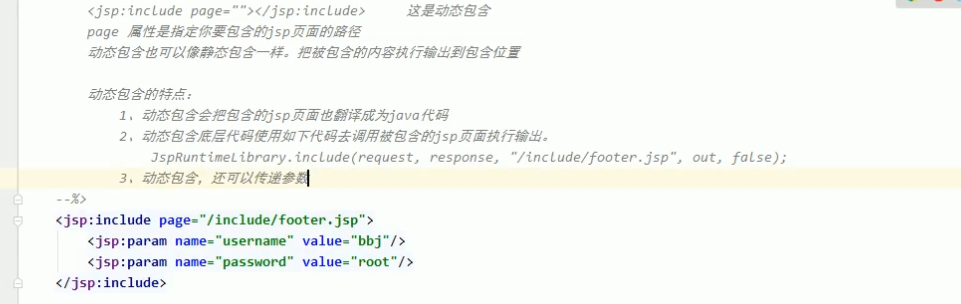 <jsp:include page=""></jsp:include> 这是动态包含
page 属性是指定你要包含的jsp页面的路径
动态包含也可以像静态包含一样。把被包含的内容执行输出到包含位置
动态包含的特点：
1、动态包含会把包含的jsp页面也翻译成为java代码
2、动态包含底层代码使用如下代码去调用被包含的jsp页面执行输出。
JspRuntimeLibrary.include(request, response, "/include/footer.jsp", out, false);
3、动态包含，还可以传递参数
--%>
<jsp:include page="/include/footer.jsp">
<jsp:param name="username" value="bbj"/>
<jsp:param name="password" value="root"/>
</jsp:include>